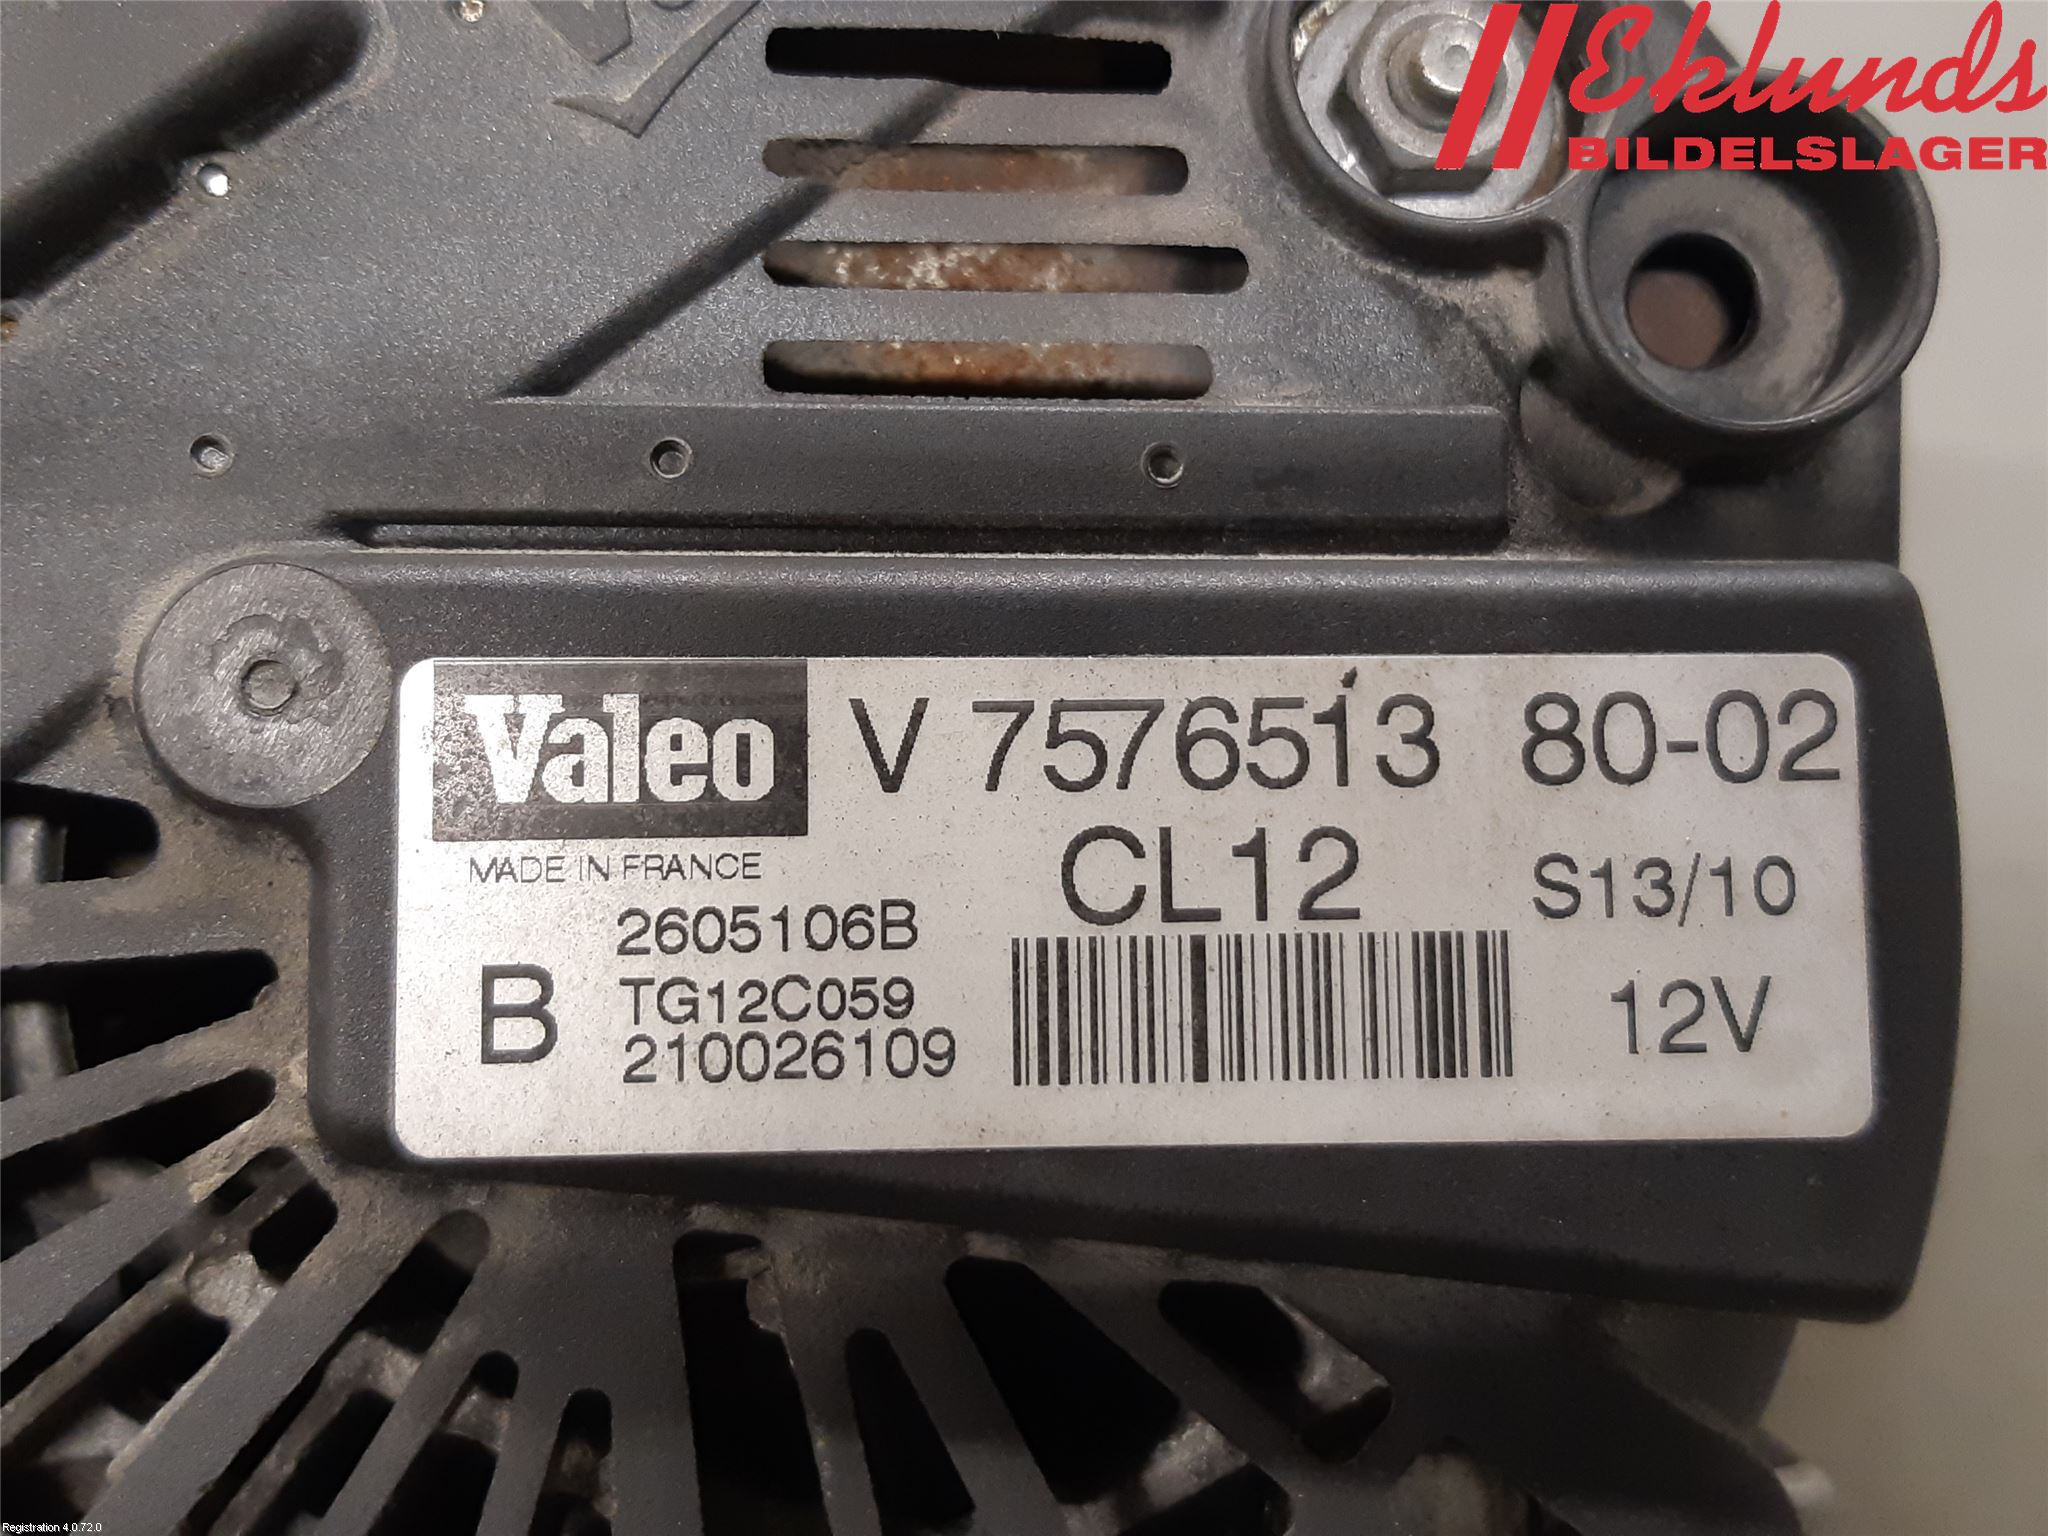 Eklunds
BILDELSLAGER
Valeo
V 7576513 80-02
MADE IN FRANCE
CL12
S13/10
2605106B
B
TG12C059
12V
210026109
Registration 4.0.72.0